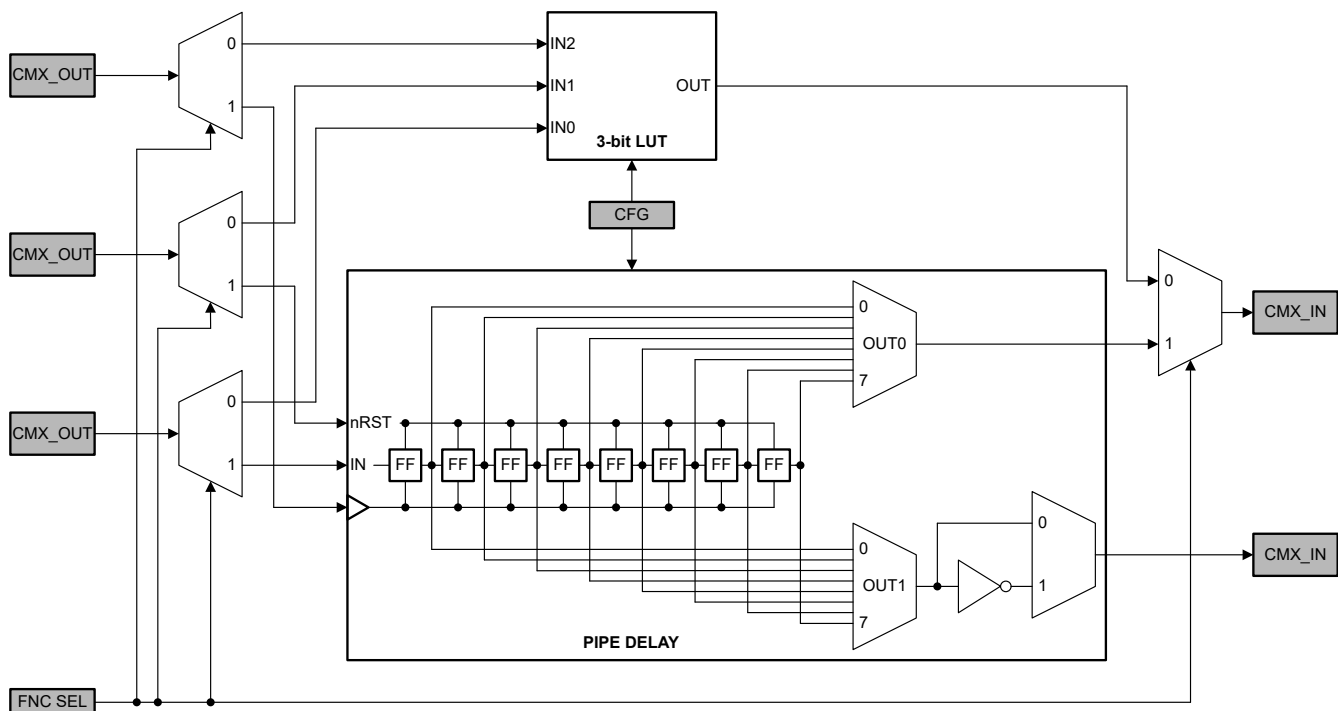 CMX_OUT
0
1
IN2
IN1
IN0
OUT
3-bit LUT
CFG
CMX_OUT
0
1
CMX_OUT
0
1
nRST
IN
FF FF FF FF FF FF FF FF
0
OUT0
7
0
OUT1
7
0
1
PIPE DELAY
0
1
CMX_IN
CMX_IN
FNC SEL